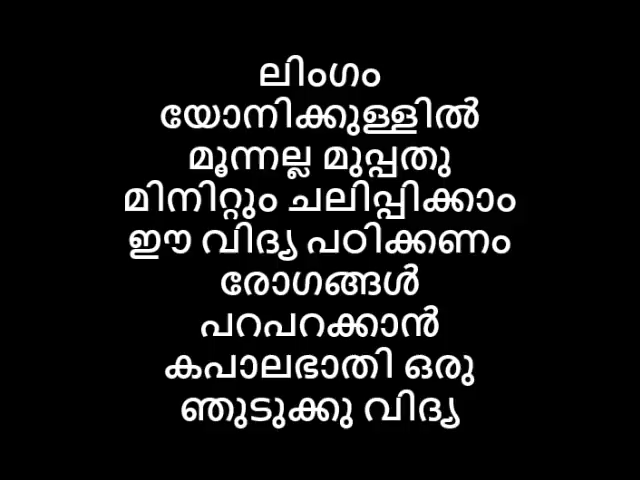 ലിംഗം
യോനിക്കുള്ളിൽ
മൂന്നല്ല മുപ്പതു
മിനിറ്റും ചലിപ്പിക്കാം
ഈ വിദ്യ പഠിക്കണം
രോഗങ്ങൾ
പറപറക്കാൻ
കപാലഭാതി ഒരു
ഞുടുക്കു വിദ്യ